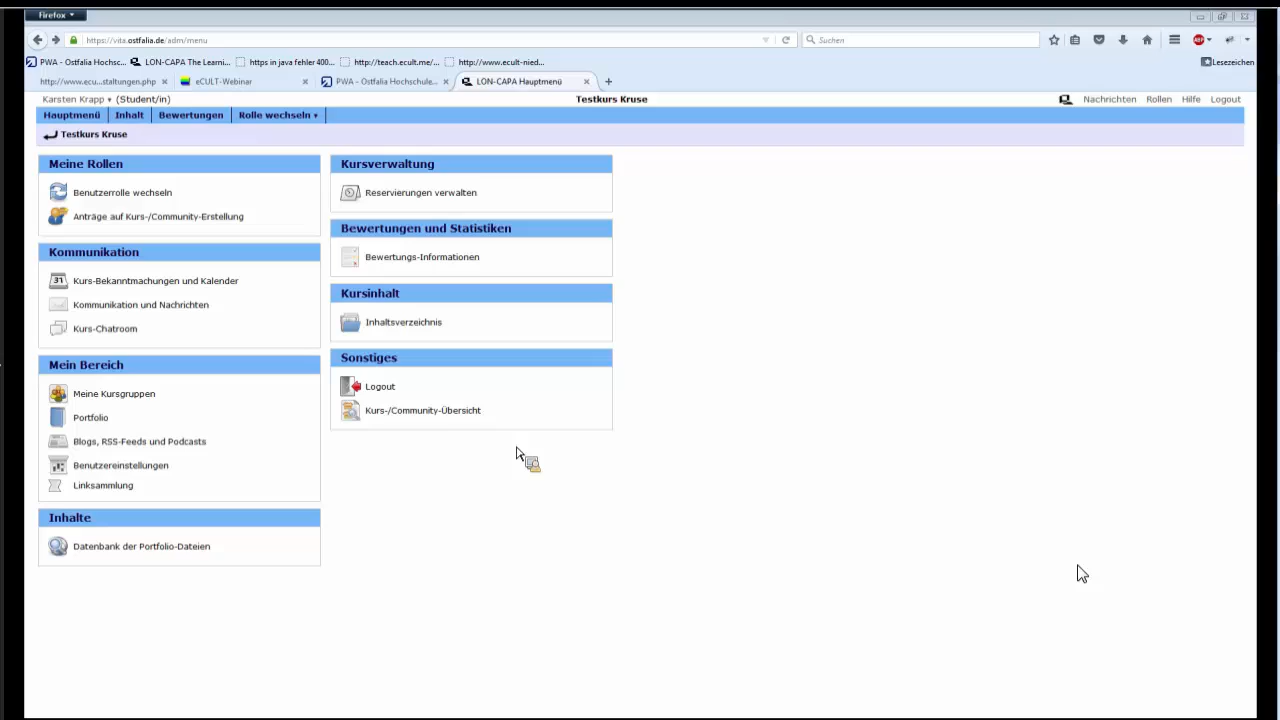 Firefox
https://vita.ostfalia.de/adm/menu
Suchen
PWA - Ostfalia Hochsc... LON-CAPA The Learni... https in java fehler 400... http://teach.ecult.me/... http://www.ecult-nied... Lesezeichen
http://www.ecu...staltungen.php eCULT-Webinar PWA - Ostfalia Hochschule... LON-CAPA Hauptmenü
Karsten Krapp (Student/in) Testkurs Kruse Nachrichten Rollen Hilfe Logout
Hauptmenü Inhalt Bewertungen Rolle wechseln
Testkurs Kruse
Meine Rollen
Benutzerrolle wechseln
Anträge auf Kurs-/Community-Erstellung
Kommunikation
31
Kurs-Bekanntmachungen und Kalender
Kommunikation und Nachrichten
Kurs-Chatroom
Mein Bereich
Meine Kursgruppen
Portfolio
Blogs, RSS-Feeds und Podcasts
Benutzereinstellungen
Linksammlung
Inhalte
Datenbank der Portfolio-Dateien
Kursverwaltung
Reservierungen verwalten
Bewertungen und Statistiken
Bewertungs-Informationen
Kursinhalt
Inhaltsverzeichnis
Sonstiges
Logout
Kurs-/Community-Übersicht